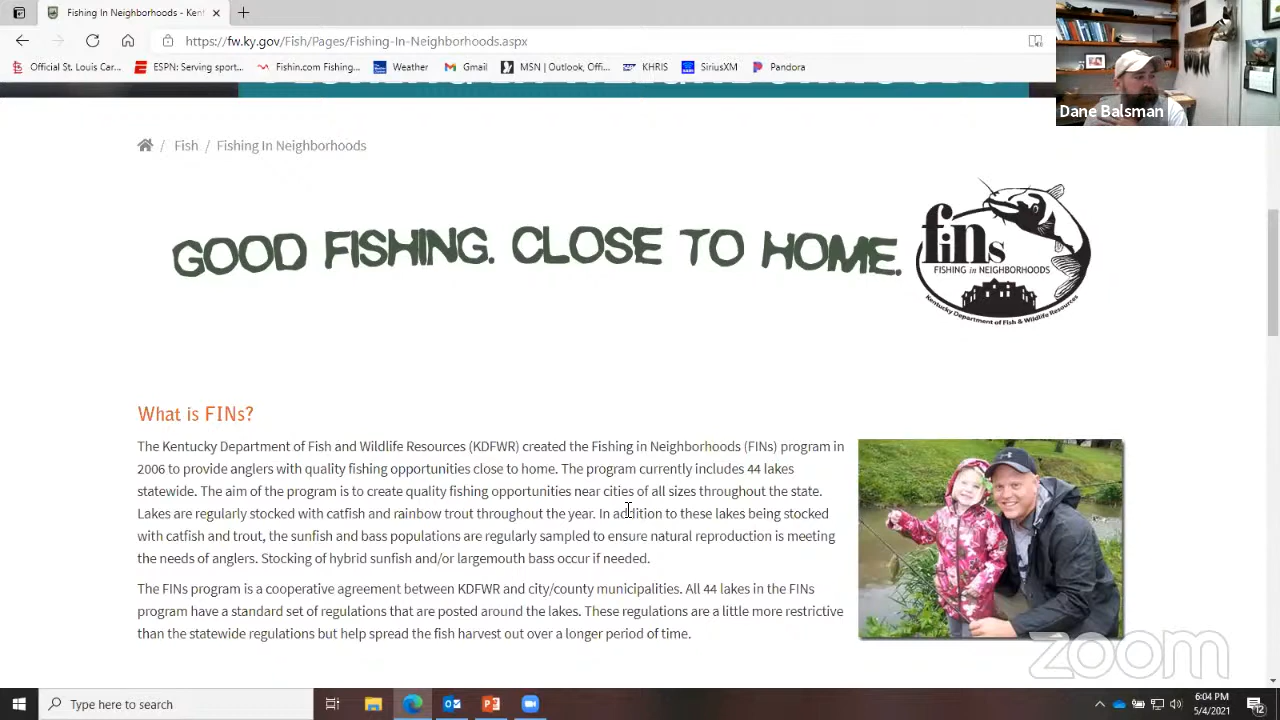 Fishing In Neighborhoods - Ken
https://fw.ky.gov/Fish/Pages/Fishing-In-Neighborhoods.aspx
Official St. Louis Car...
ESPN: Serving sport...
Fishin.com Fishing...
Weather
Gmail
MSN | Outlook, Offi...
KHRIS
SiriusXM
Pandora
Dane Balsman
/ Fish / Fishing In Neighborhoods
GOOD FISHING. CLOSE TO HOME.
fins
FISHING in NEIGHBORHOODS
Kentucky Department of Fish & Wildlife Resources
What is FINs?
The Kentucky Department of Fish and Wildlife Resources (KDFWR) created the Fishing in Neighborhoods (FINs) program in
2006 to provide anglers with quality fishing opportunities close to home. The program currently includes 44 lakes
statewide. The aim of the program is to create quality fishing opportunities near cities of all sizes throughout the state.
Lakes are regularly stocked with catfish and rainbow trout throughout the year. In addition to these lakes being stocked
with catfish and trout, the sunfish and bass populations are regularly sampled to ensure natural reproduction is meeting
the needs of anglers. Stocking of hybrid sunfish and/or largemouth bass occur if needed.
The FINs program is a cooperative agreement between KDFWR and city/county municipalities. All 44 lakes in the FINs
program have a standard set of regulations that are posted around the lakes. These regulations are a little more restrictive
than the statewide regulations but help spread the fish harvest out over a longer period of time.
zoom
Type here to search
6:04 PM
5/4/2021
12